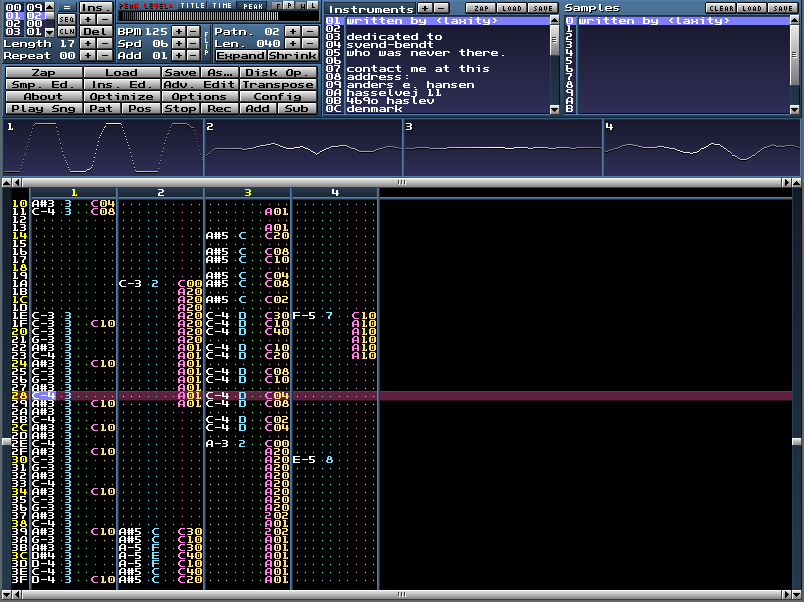 00 09 = Ins.
01 02 SEQ + -
02 00 CLN Del
03 01
Length 17 + -
Repeat 00 + -
PEAK LEVELS TITLE TIME PEAK F P W L
BPM 125 + - FLIP Patn. 02 + -
Spd 06 + - Len. 040 + -
Add 01 + - Expand Shrink
Zap Load Save As... Disk Op.
Smp. Ed. Ins. Ed. Adv. Edit Transpose
About Optimize Options Config
Play Sng Pat Pos Stop Rec Add Sub
Instruments + - ZAP LOAD SAVE
01 written by <laxity>
02
03 dedicated to
04 svend-bendt
05 who was never there.
06
07 contact me at this
08 address:
09 anders e. hansen
0A hasselvej 11
0B 4690 haslev
0C denmark
Samples CLEAR LOAD SAVE
0 written by <laxity>
1
2
3
4
5
6
7
8
9
A
B
1 2 3 4
1 2 3 4
10 A#3 3 C04
11 C-4 3 C08 A01
12
13 A01
14 A#5 C C20
15
16 A#5 C C08
17 A#5 C C10
18
19 A#5 C C04
1A C-3 2 C00 A#5 C C08
1B A20
1C A20 A#5 C C02
1D A20
1E C-3 3 A20 C-4 D C30 F-5 7 C10
1F C-3 3 C10 A20 C-4 D C10 A10
20 A#3 3 A20 C-4 D C40 A10
21 G-3 3 A20 A10
22 A#3 3 A01 C-4 D C10 A10
23 C-4 3 A01 C-4 D C20 A10
24 A#3 3 C10 A01
25 C-3 3 A01 C-4 D C08
26 G-3 3 A01 C-4 D C10
27 A#3 3 A01
28 C-4 3 A01 C-4 D C04
29 A#3 3 C10 A01 C-4 D C08
2A A#3 3
2B C-4 3 C-4 D C02
2C A#3 3 C10 C-4 D C04
2D A#3 3
2E C-4 3 A-3 2 C00
2F A#3 3 C10 A20
30 C-3 3 A20 E-5 8
31 G-3 3 A20
32 A#3 3 A20
33 C-4 3 A20
34 A#3 3 C10 A20
35 C-3 3 A20
36 G-3 3 A20
37 A#3 3 202
38 C-4 3 A01
39 A#3 3 C10 A#5 C C30 202
3A G-3 3 A#5 C C10 A01
3B A#3 3 A-5 F C30 A01
3C D#4 3 A-5 E C40 A01
3D D-4 3 A-5 F C10 A01
3E C-4 3 A#5 C C40 A01
3F D-4 3 C10 A#5 C C20 A01